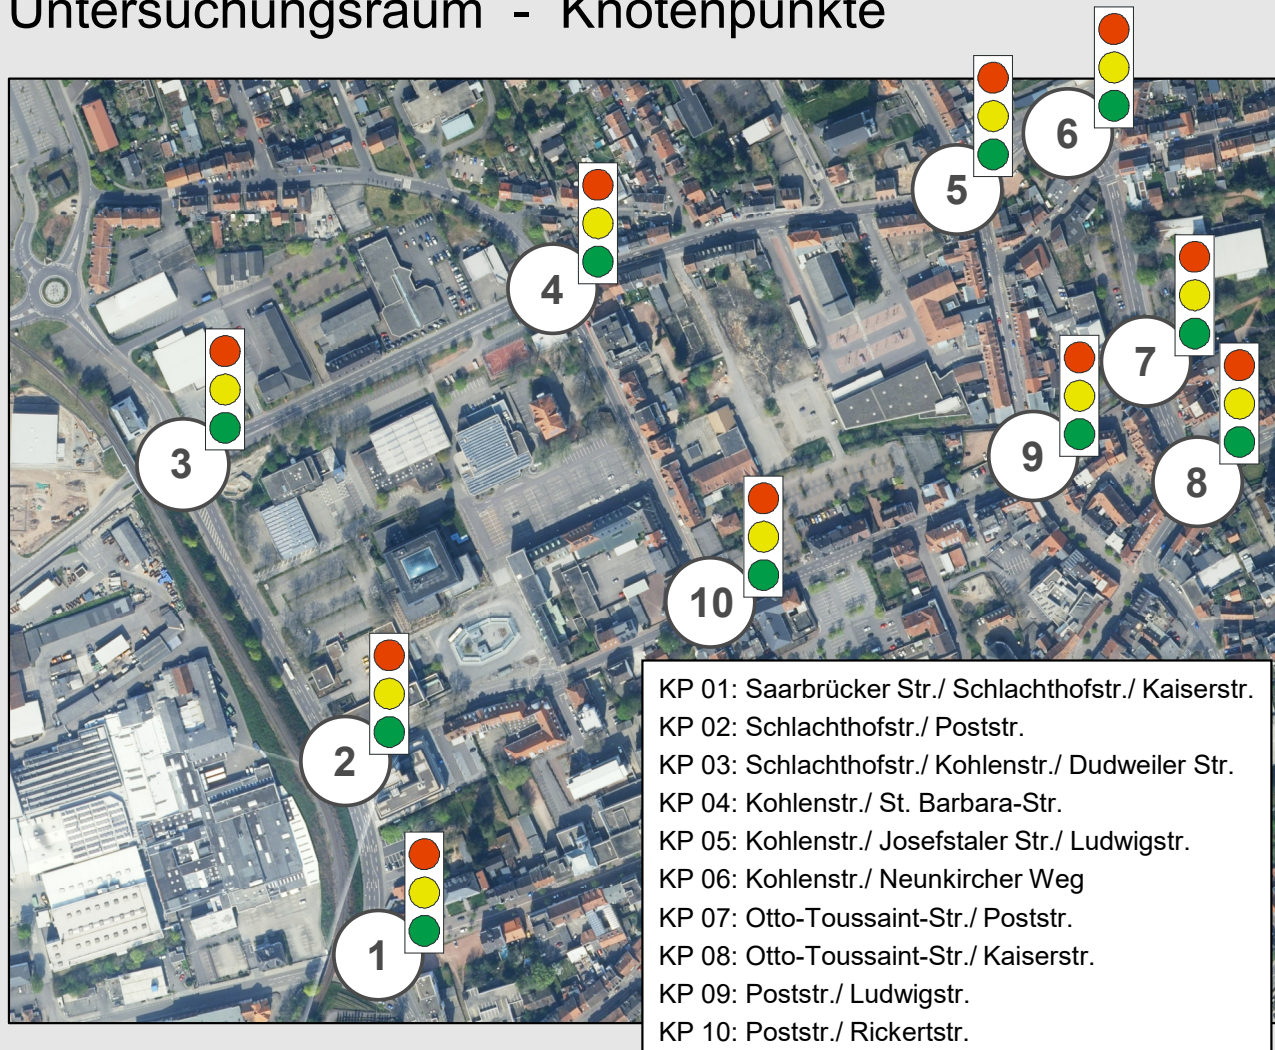 Untersuchungsraum - Knotenpunkte
6
5
4
7
3
9
8
10
2
1
KP 01: Saarbrücker Str./ Schlachthofstr./ Kaiserstr.
KP 02: Schlachthofstr./ Poststr.
KP 03: Schlachthofstr./ Kohlenstr./ Dudweiler Str.
KP 04: Kohlenstr./ St. Barbara-Str.
KP 05: Kohlenstr./ Josefstaler Str./ Ludwigstr.
KP 06: Kohlenstr./ Neunkircher Weg
KP 07: Otto-Toussaint-Str./ Poststr.
KP 08: Otto-Toussaint-Str./ Kaiserstr.
KP 09: Poststr./ Ludwigstr.
KP 10: Poststr./ Rickertstr.